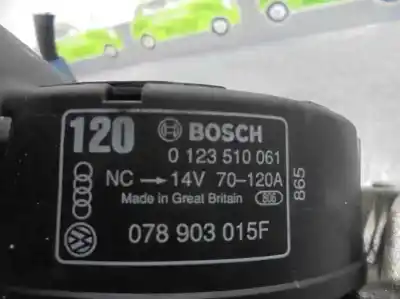 120 BOSCH
0 123 510 061
NC → 14V 70-120A
Made in Great Britain 806
078 903 015F
865